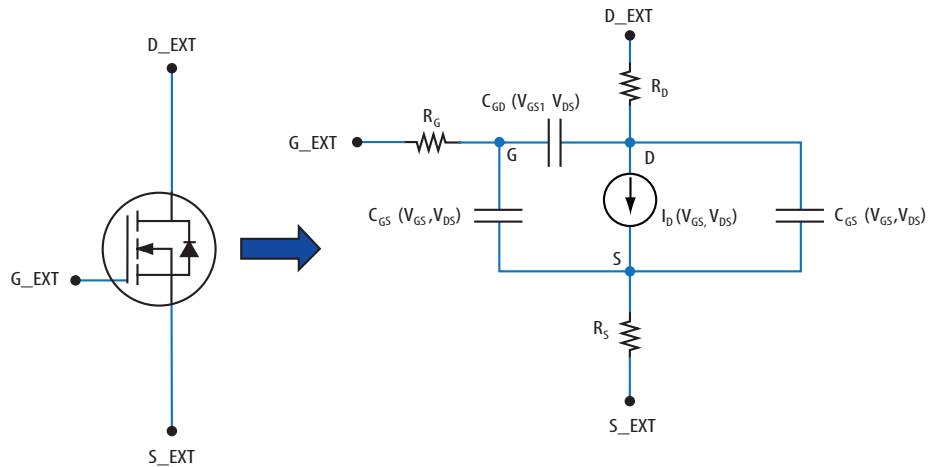 D_EXT
G_EXT
S_EXT
D_EXT
R_D
C_GD (V_GS1 V_DS)
R_G
G_EXT
G
D
C_GS (V_GS,V_DS)
I_D (V_GS, V_DS)
C_GS (V_GS,V_DS)
S
R_S
S_EXT